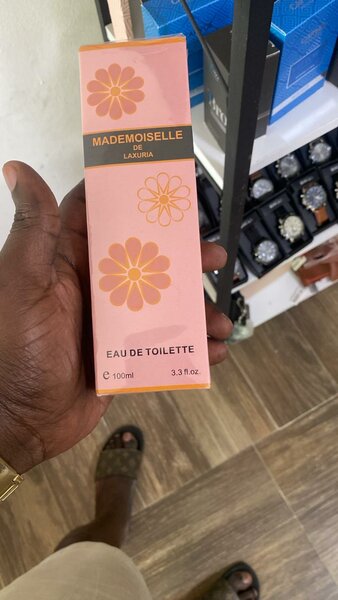 MADEMOISELLE
DE
LAXURIA
EAU DE TOILETTE
e 100ml 3.3 fl.oz.